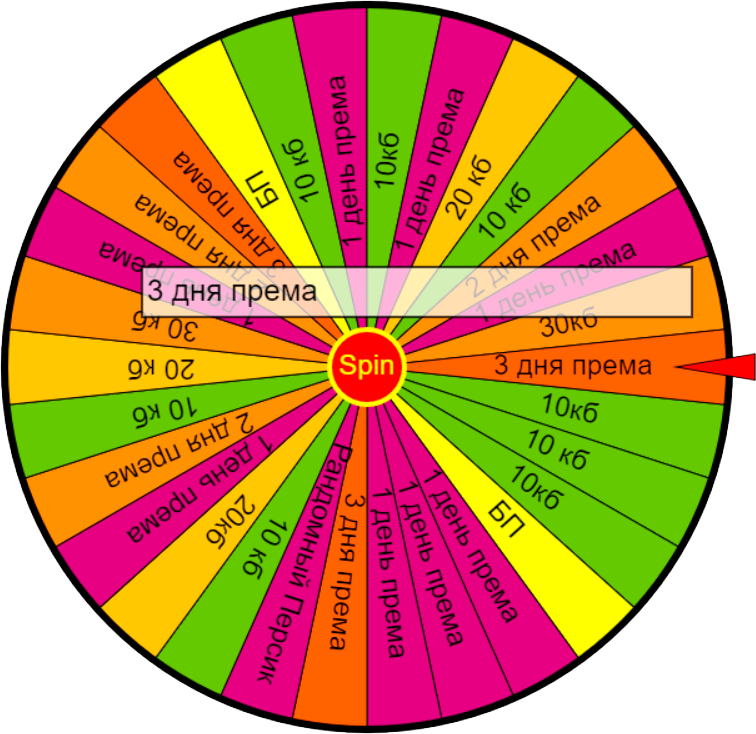 1 день према
10кб
1 день према
20 кб
10 кб
2 дня према
1 день према
30кб
3 дня према
10кб
10 кб
10кб
БП
1 день према
1 день према
1 день према
3 дня према
Рандомный Персик
10 кб
20кб
1 день према
2 дня према
10 кб
20 кб
30 кб
1 день према
дня према
3 дня према
БП
10 кб
3 дня према
Spin